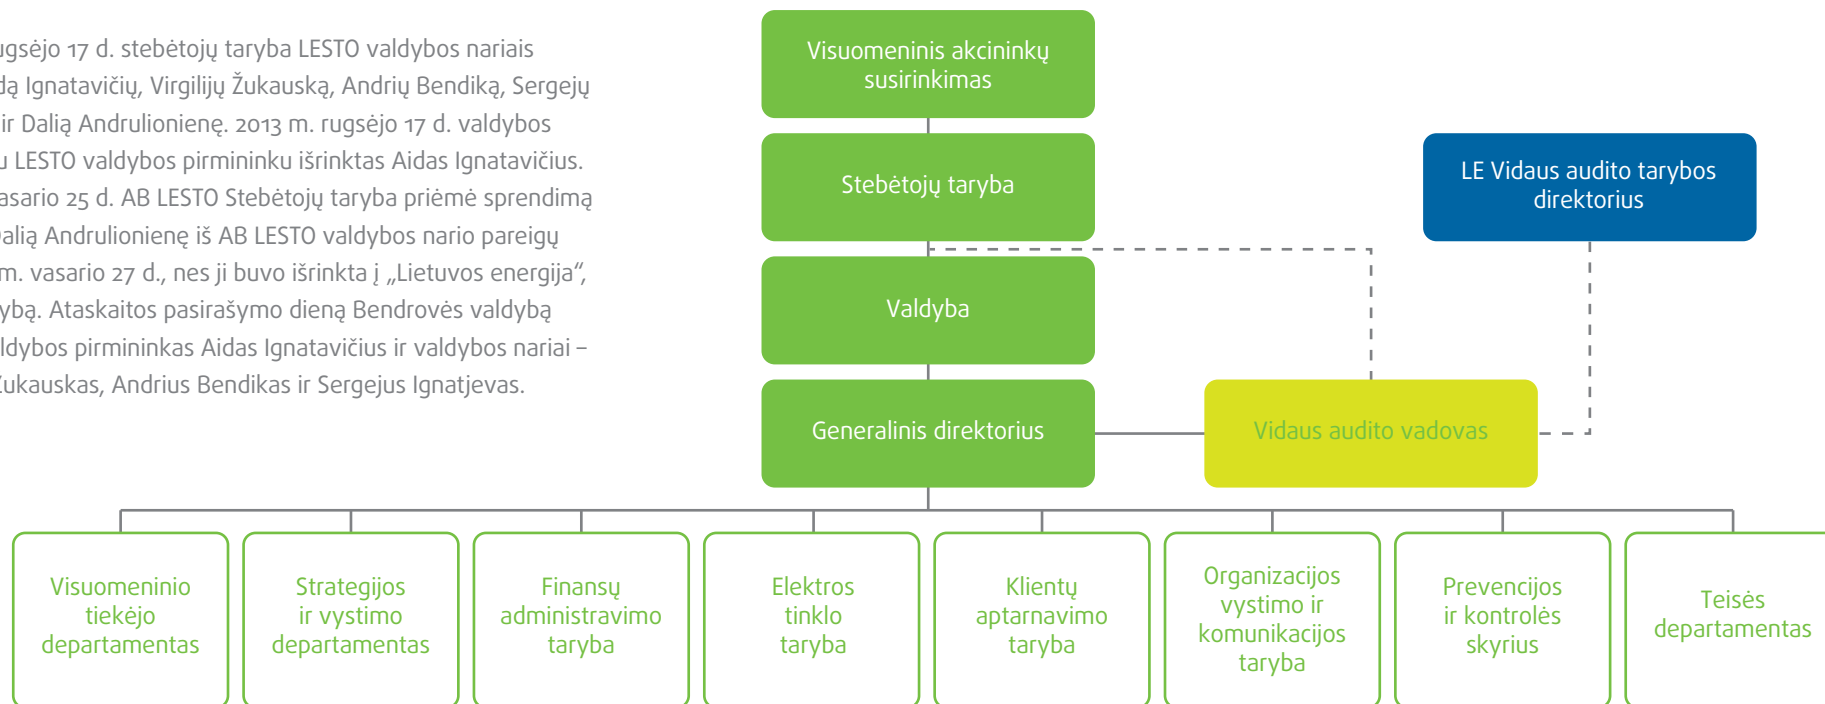 ugsėjo 17 d. stebėtojų taryba LESTO valdybos nariais
dą Ignatavičių, Virgilijų Žukauską, Andrių Bendiką, Sergejų
ir Dalią Andrulionienę. 2013 m. rugsėjo 17 d. valdybos
u LESTO valdybos pirmininku išrinktas Aidas Ignatavičius.
asario 25 d. AB LESTO Stebėtojų taryba priėmė sprendimą
Dalią Andrulionienę iš AB LESTO valdybos nario pareigų
m. vasario 27 d., nes ji buvo išrinkta į „Lietuvos energija“,
ybą. Ataskaitos pasirašymo dieną Bendrovės valdybą
ldybos pirmininkas Aidas Ignatavičius ir valdybos nariai –
Žukauskas, Andrius Bendikas ir Sergejus Ignatjevas.
Visuomeninis akcininkų
susirinkimas
Stebėtojų taryba
LE Vidaus audito tarybos
direktorius
Valdyba
Generalinis direktorius
Vidaus audito vadovas
Visuomeninio
tiekėjo
departamentas
Strategijos
ir vystimo
departamentas
Finansų
administravimo
taryba
Elektros
tinklo
taryba
Klientų
aptarnavimo
taryba
Organizacijos
vystimo ir
komunikacijos
taryba
Prevencijos
ir kontrolės
skyrius
Teisės
departamentas